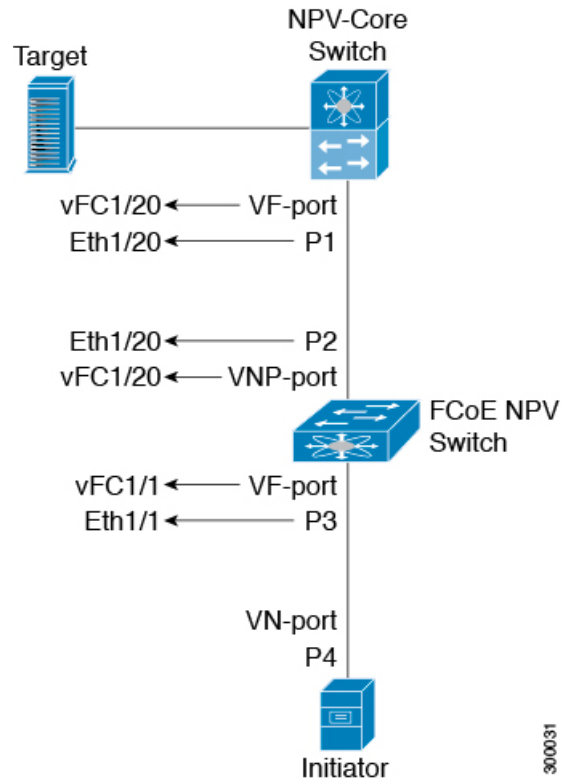 NPV-Core
Switch
Target
vFC1/20 VF-port
Eth1/20 P1
Eth1/20 P2
vFC1/20 VNP-port
FCoE NPV
Switch
vFC1/1 VF-port
Eth1/1 P3
VN-port
P4
Initiator
300031